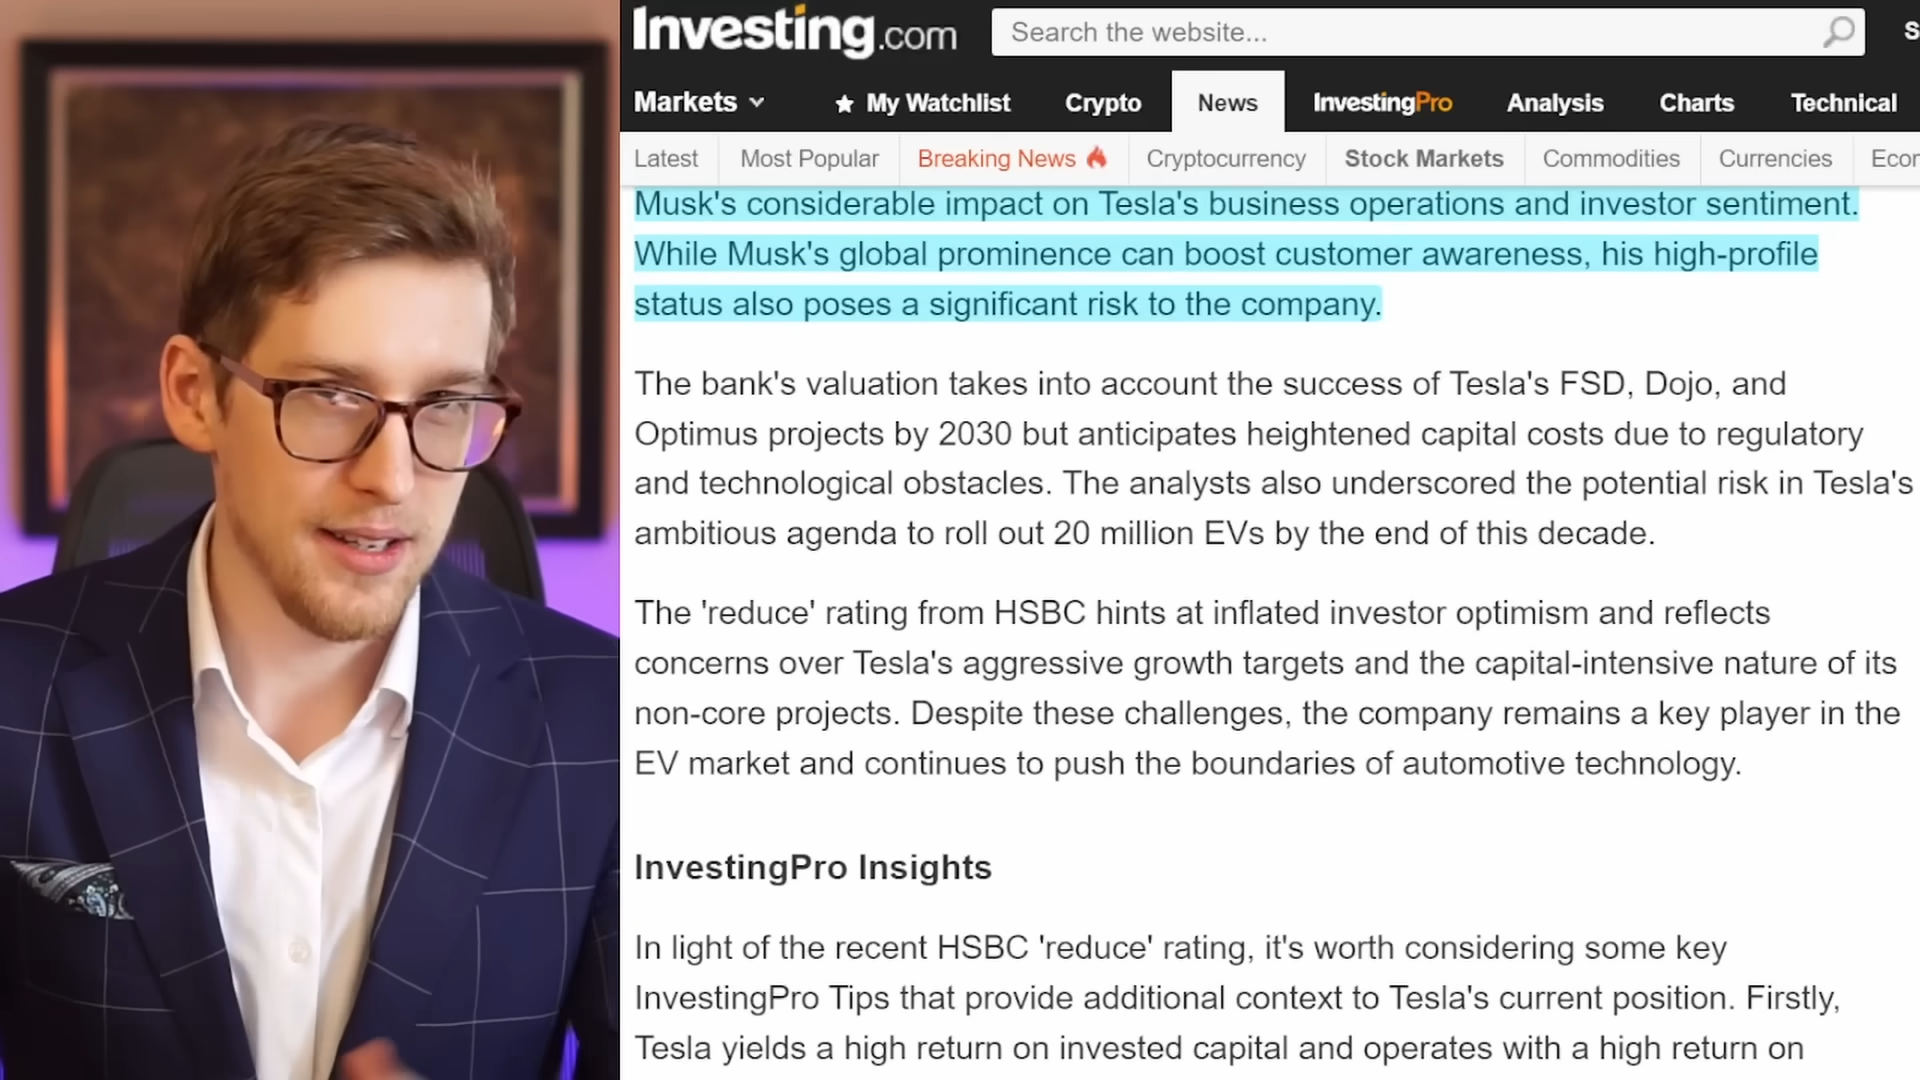 Investing.com
Search the website...
S
Markets
My Watchlist
Crypto
News
InvestingPro
Analysis
Charts
Technical
Latest
Most Popular
Breaking News
Cryptocurrency
Stock Markets
Commodities
Currencies
Econ
Musk's considerable impact on Tesla's business operations and investor sentiment.
While Musk's global prominence can boost customer awareness, his high-profile
status also poses a significant risk to the company.
The bank's valuation takes into account the success of Tesla's FSD, Dojo, and
Optimus projects by 2030 but anticipates heightened capital costs due to regulatory
and technological obstacles. The analysts also underscored the potential risk in Tesla's
ambitious agenda to roll out 20 million EVs by the end of this decade.
The 'reduce' rating from HSBC hints at inflated investor optimism and reflects
concerns over Tesla's aggressive growth targets and the capital-intensive nature of its
non-core projects. Despite these challenges, the company remains a key player in the
EV market and continues to push the boundaries of automotive technology.
InvestingPro Insights
In light of the recent HSBC 'reduce' rating, it's worth considering some key
InvestingPro Tips that provide additional context to Tesla's current position. Firstly,
Tesla yields a high return on invested capital and operates with a high return on